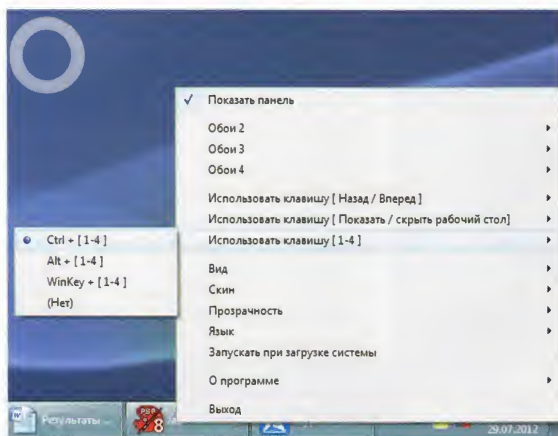 Показать панель
Обои 2
Обои 3
Обои 4
Использовать клавишу [ Назад / Вперед ]
Использовать клавишу [ Показать / скрыть рабочий стол]
Использовать клавишу [ 1-4 ]
Ctrl + [ 1-4 ]
Alt + [ 1-4 ]
WinKey + [ 1-4 ]
(Нет)
Вид
Скин
Прозрачность
Язык
Запускать при загрузке системы
О программе
Выход
Результаты ...
8
29.07.2012